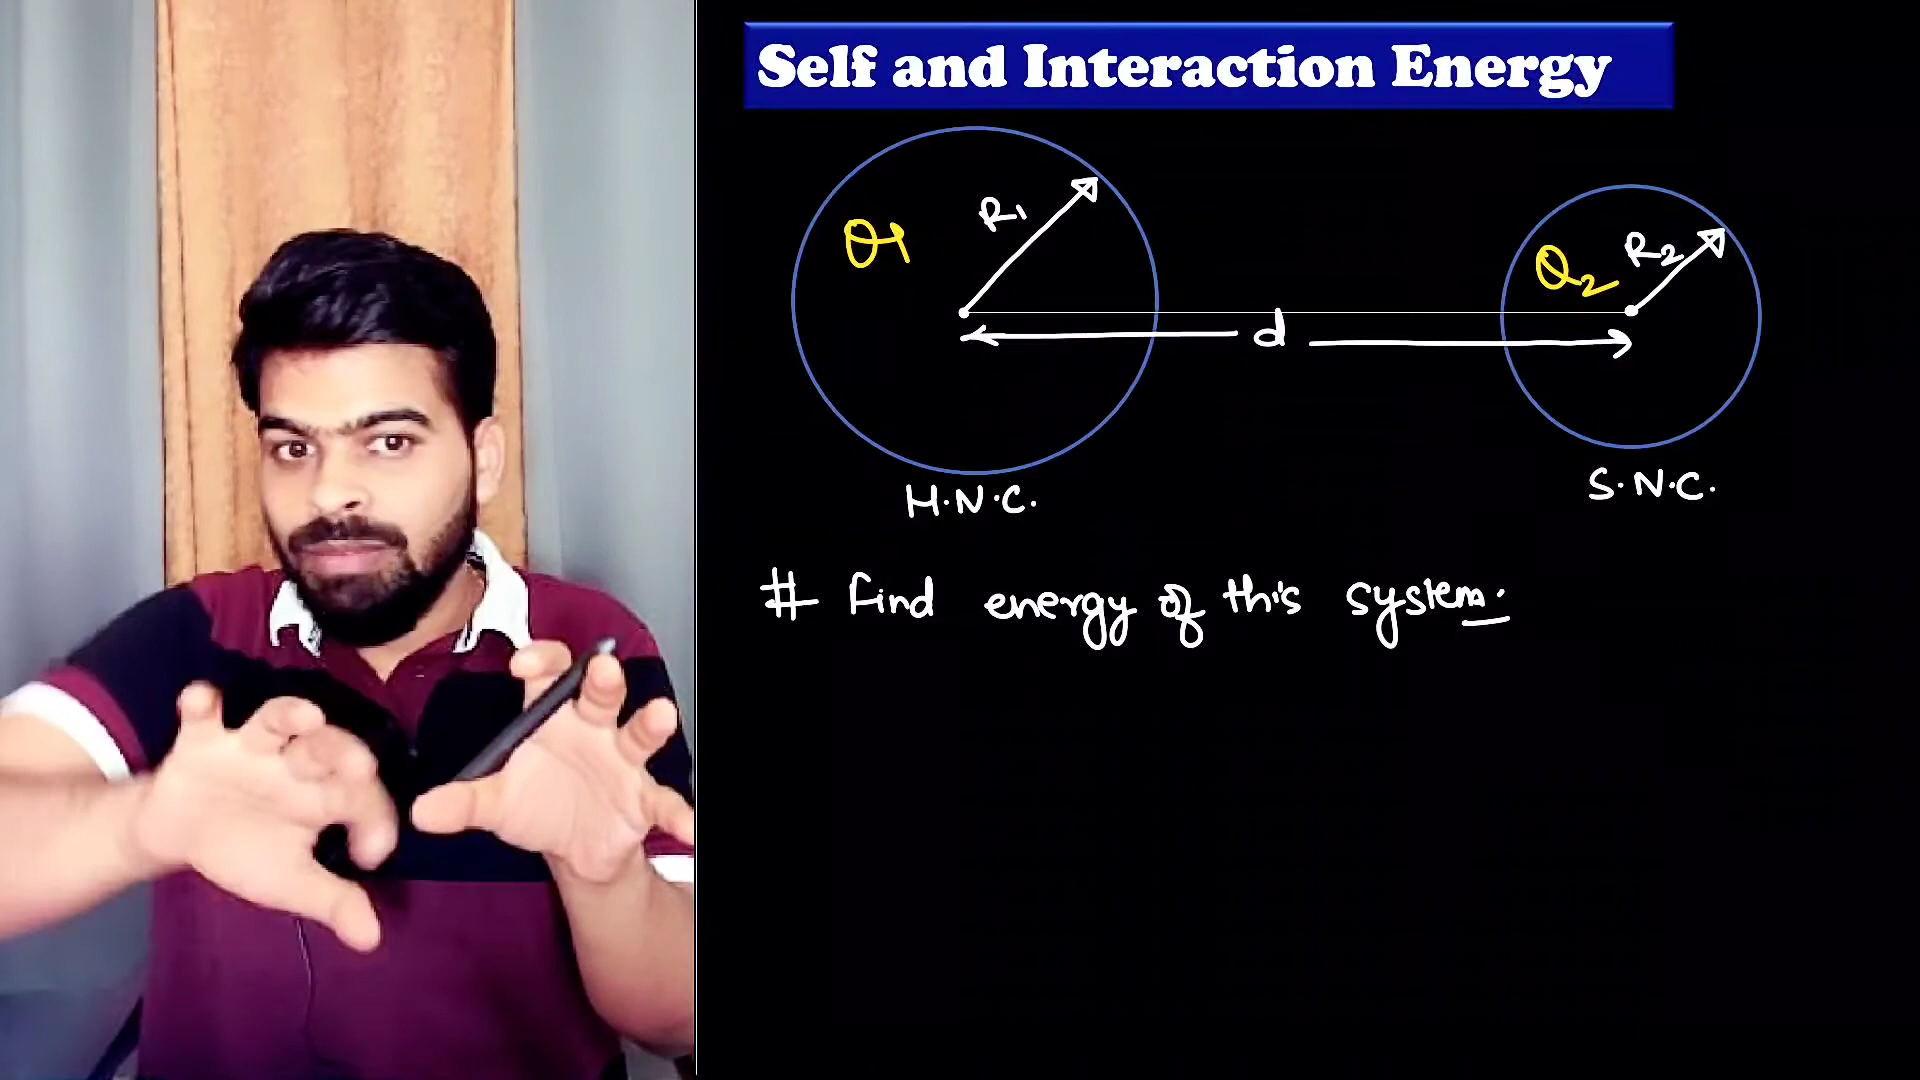 Self and Interaction Energy
Q1
R1
Q2
R2
d
H.N.C.
S.N.C.
# find energy of this system.